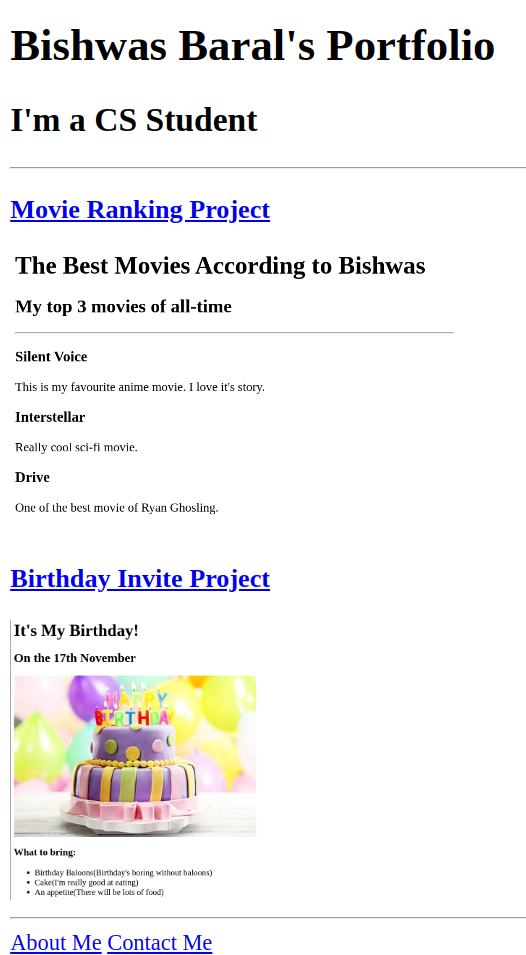 Bishwas Baral's Portfolio
I'm a CS Student
Movie Ranking Project
The Best Movies According to Bishwas
My top 3 movies of all-time
Silent Voice
This is my favourite anime movie. I love it's story.
Interstellar
Really cool sci-fi movie.
Drive
One of the best movie of Ryan Ghosling.
Birthday Invite Project
It's My Birthday!
On the 17th November
HAPPY
BIRTHDAY
What to bring:
Birthday Baloons(Birthday's boring without baloons)
Cake(I'm really good at eating)
An appetite(There will be lots of food)
About Me Contact Me